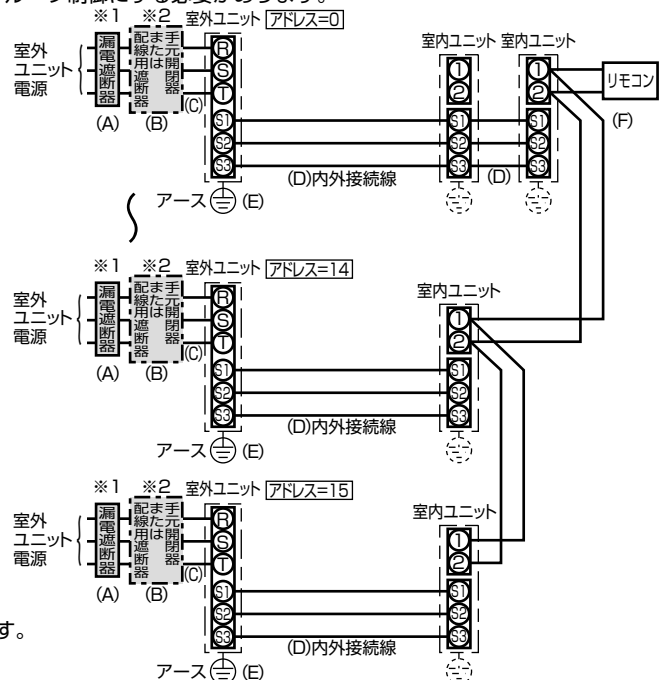 ループ制御にする必要があります。
※1 ※2 室外ユニット アドレス=0
室内ユニット 室内ユニット
室外
ユニット
電源
漏電遮断器
配線用遮断器
または
手元開閉器
(A) (B) (C)
R
S
T
S1
S2
S3
1
2
S1
S2
S3
1
2
S1
S2
S3
リモコン
(F)
(D)内外接続線
(D)
アース (E)
※1 ※2 室外ユニット アドレス=14
室内ユニット
室外
ユニット
電源
漏電遮断器
配線用遮断器
または
手元開閉器
(A) (B) (C)
R
S
T
S1
S2
S3
1
2
S1
S2
S3
(D)内外接続線
アース (E)
※1 ※2 室外ユニット アドレス=15
室内ユニット
室外
ユニット
電源
漏電遮断器
配線用遮断器
または
手元開閉器
(A) (B) (C)
R
S
T
S1
S2
S3
1
2
S1
S2
S3
す。
(D)内外接続線
アース (E)